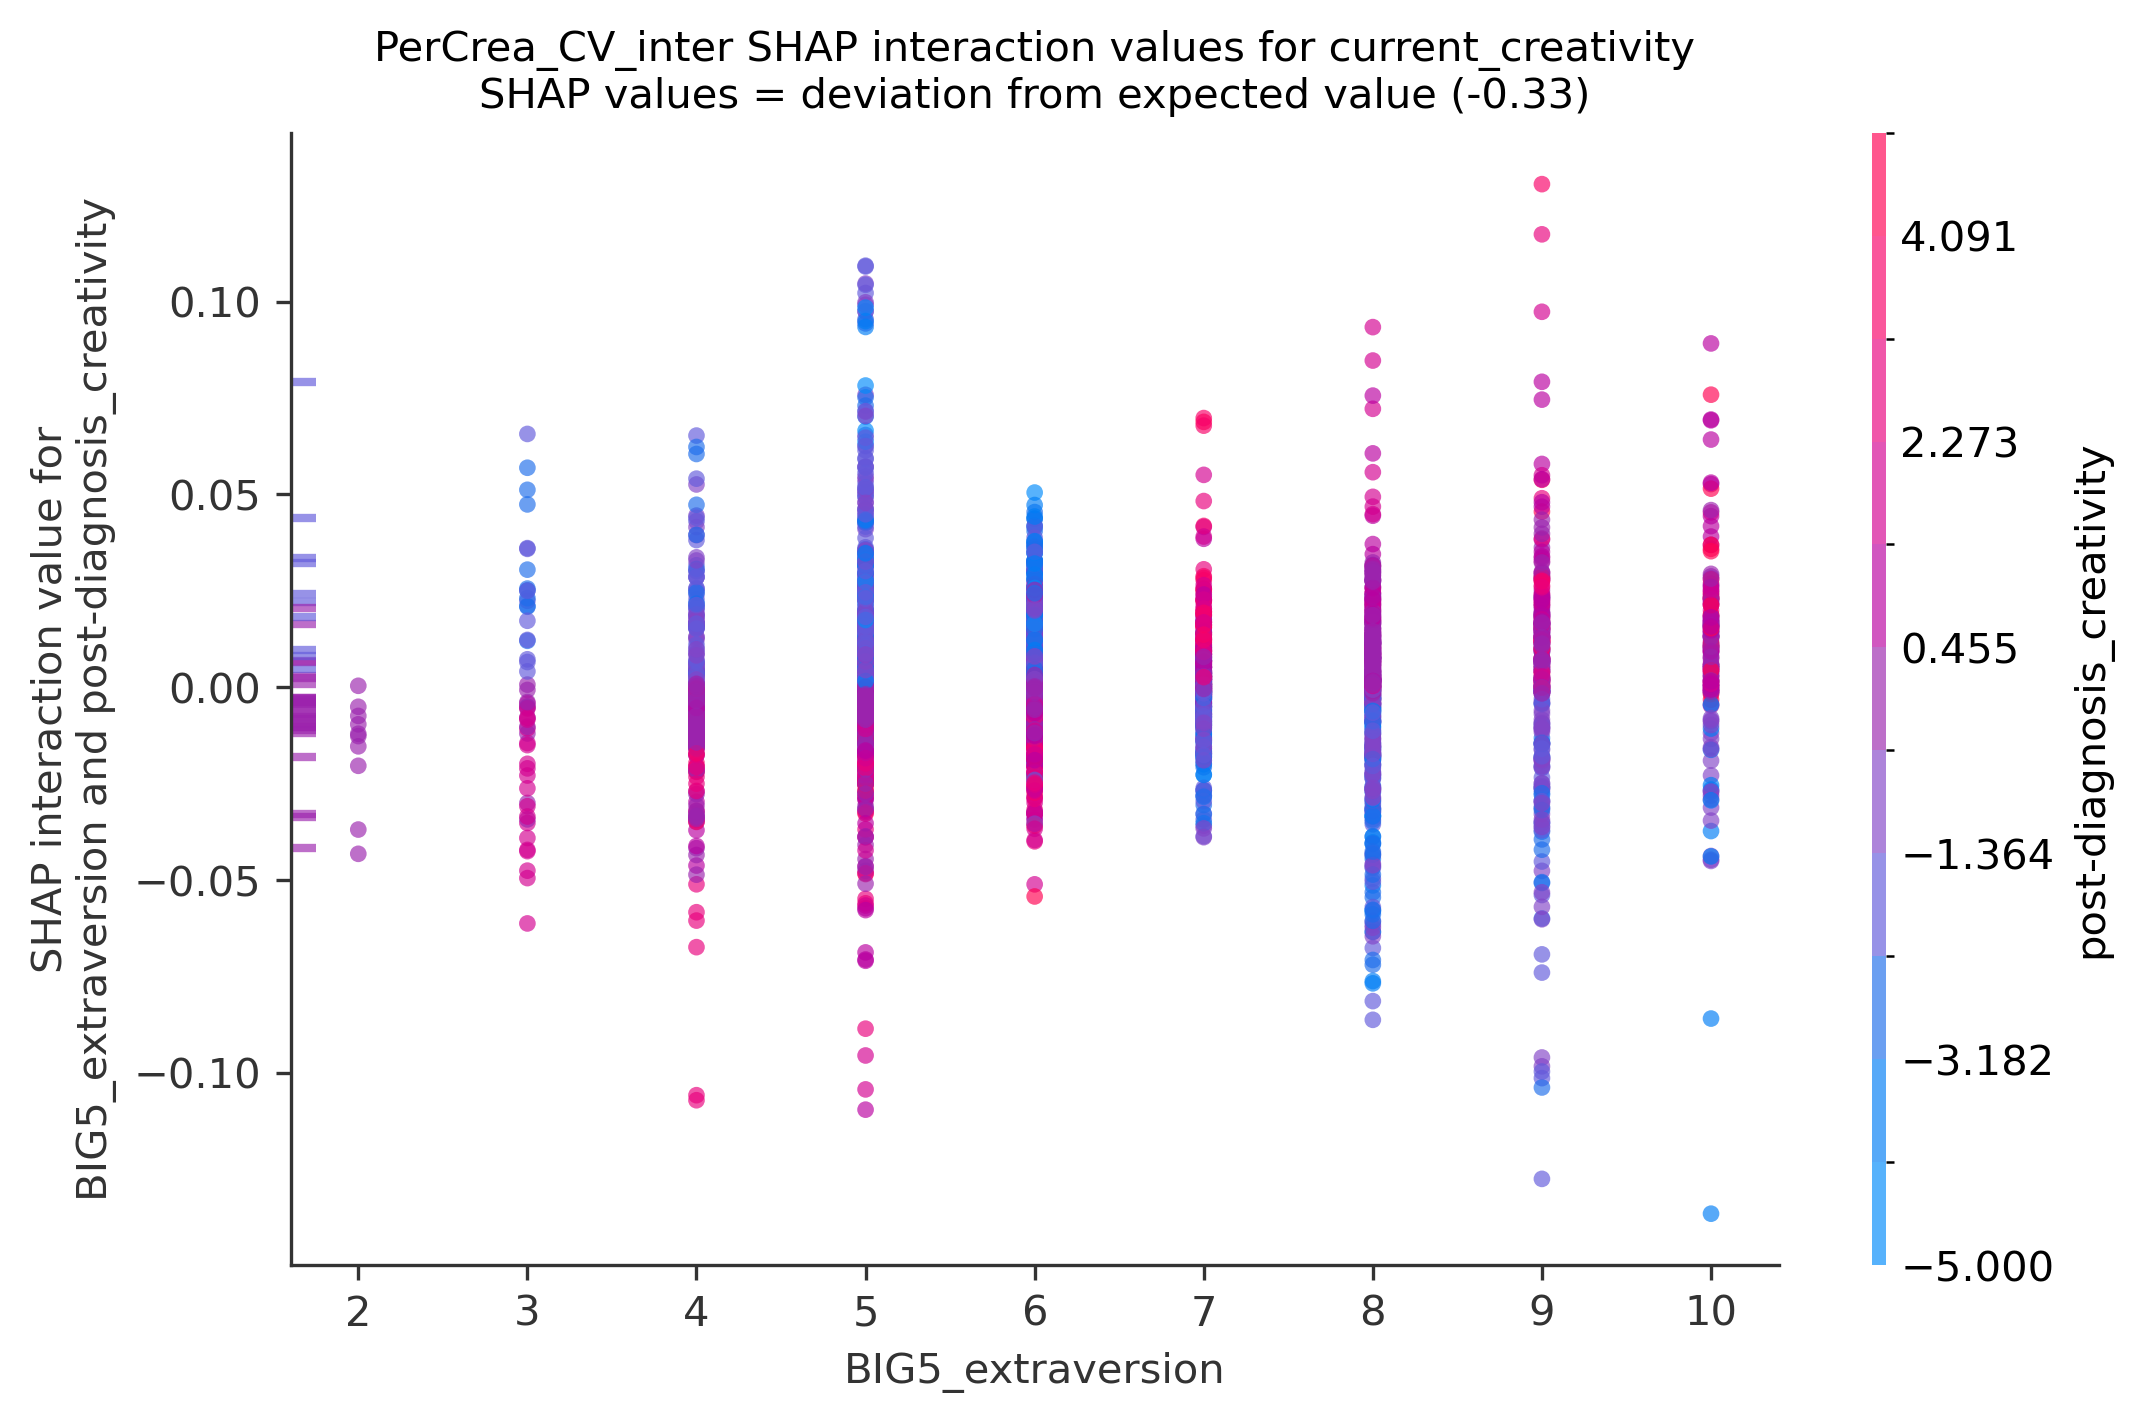 PerCrea_CV_inter SHAP interaction values for current_creativity
SHAP values = deviation from expected value (-0.33)
SHAP interaction value for
BIG5_extraversion and post-diagnosis_creativity
0.10
0.05
0.00
−0.05
−0.10
2 3 4 5 6 7 8 9 10
BIG5_extraversion
4.091
2.273
0.455
−1.364
−3.182
−5.000
post-diagnosis_creativity